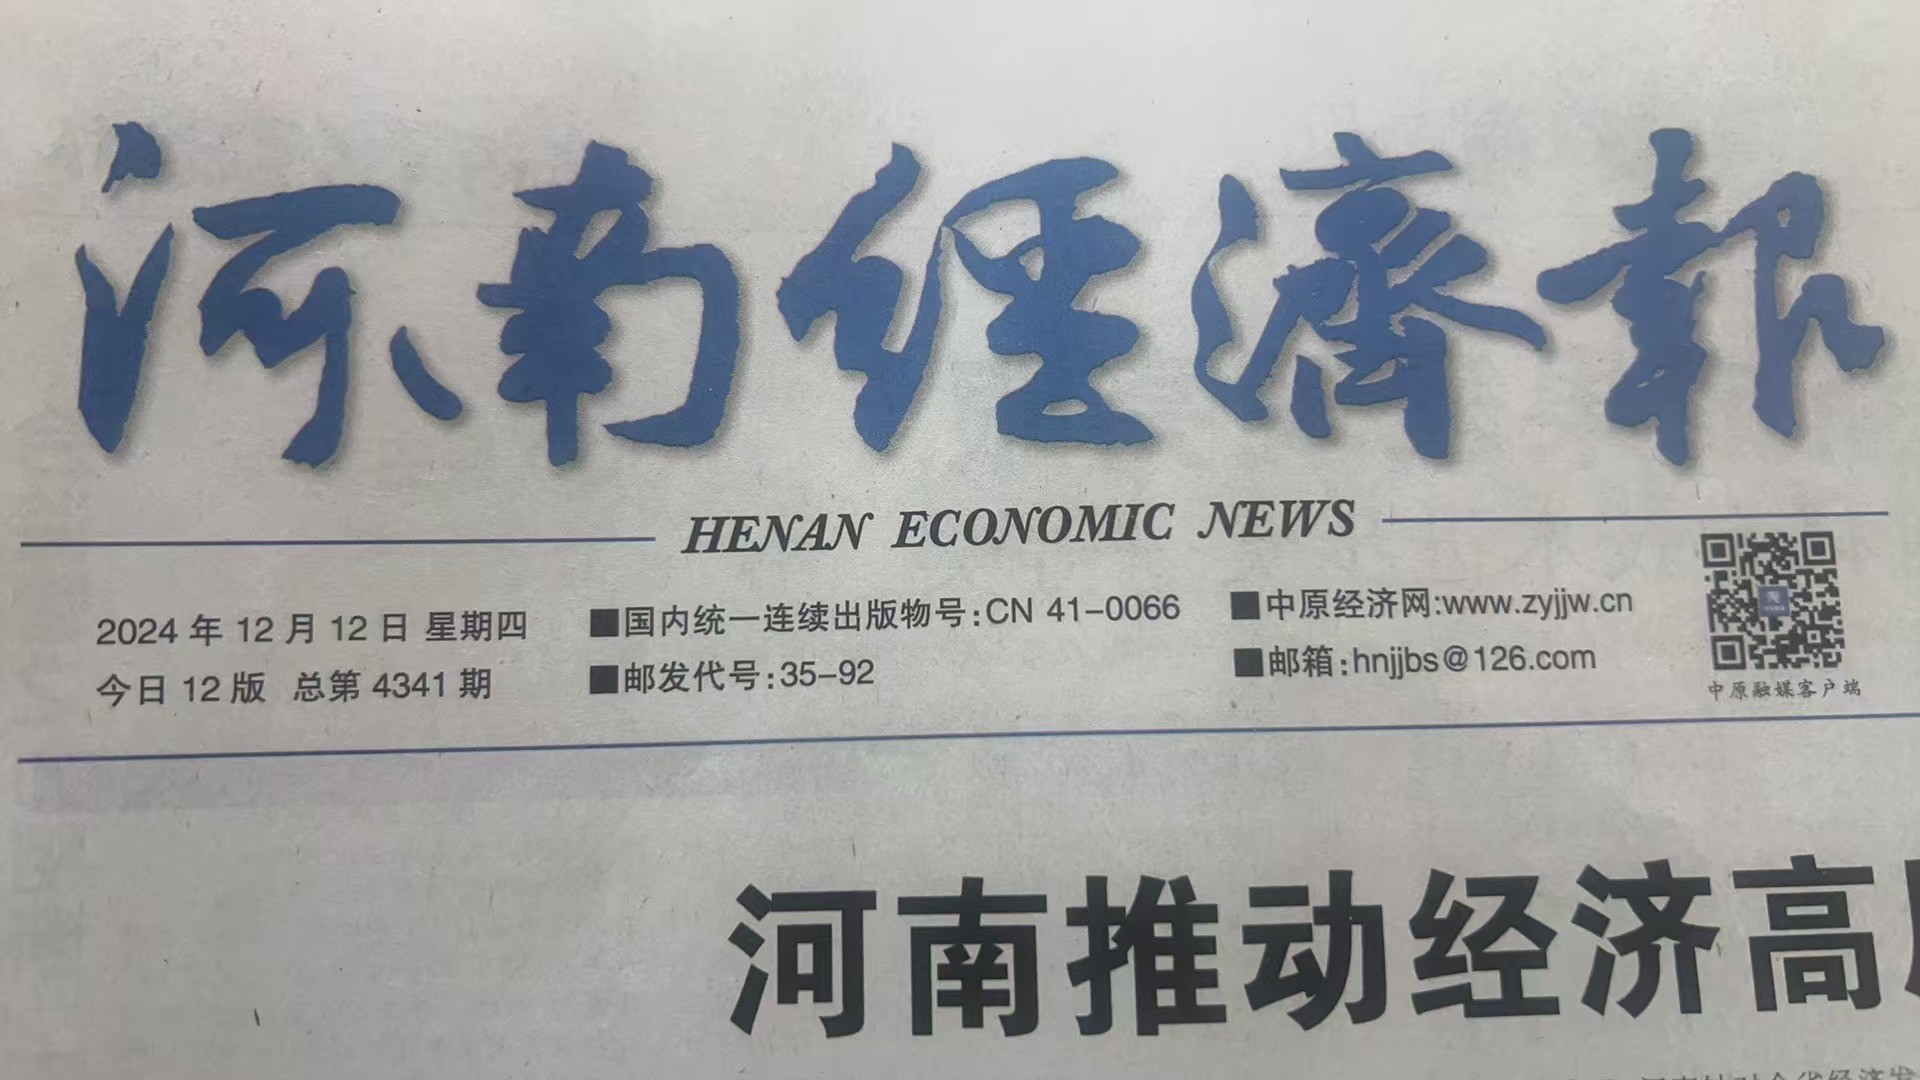 河南經濟報
HENAN ECONOMIC NEWS
2024年12月12日 星期四
今日12版 总第4341期
■国内统一连续出版物号:CN 41-0066
■邮发代号:35-92
■中原经济网:www.zyjjw.cn
■邮箱:hnjjbs@126.com
中原融媒客户端
河南推动经济高